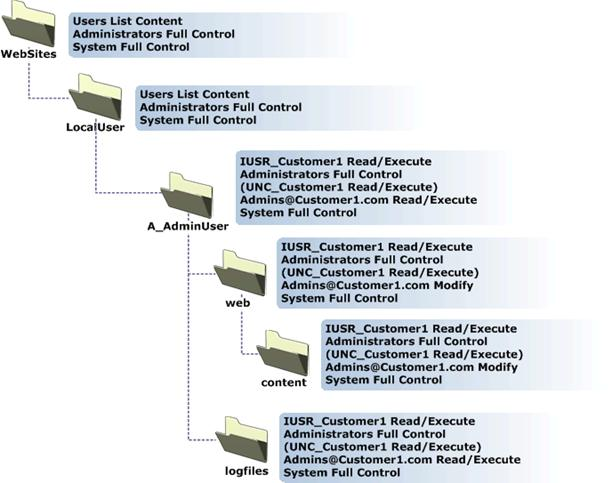 Users List Content
Administrators Full Control
System Full Control
WebSites
Users List Content
Administrators Full Control
System Full Control
LocalUser
IUSR_Customer1 Read/Execute
Administrators Full Control
(UNC_Customer1 Read/Execute)
Admins@Customer1.com Read/Execute
System Full Control
A_AdminUser
IUSR_Customer1 Read/Execute
Administrators Full Control
(UNC_Customer1 Read/Execute)
Admins@Customer1.com Modify
System Full Control
web
IUSR_Customer1 Read/Execute
Administrators Full Control
(UNC_Customer1 Read/Execute)
Admins@Customer1.com Modify
System Full Control
content
IUSR_Customer1 Read/Execute
Administrators Full Control
(UNC_Customer1 Read/Execute)
Admins@Customer1.com Read/Execute
System Full Control
logfiles